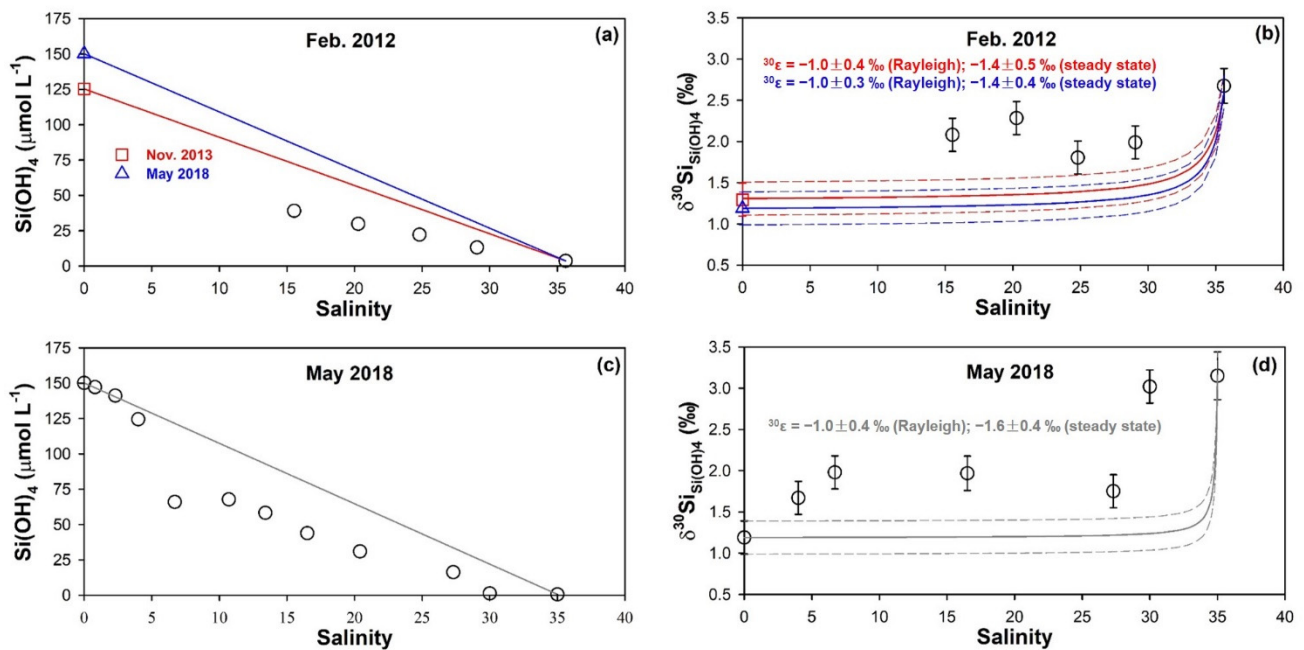 (a)
Feb. 2012
Si(OH)₄ (μmol L⁻¹)
175
150
125
100
75
50
25
0
Nov. 2013
May 2018
0 5 10 15 20 25 30 35 40
Salinity
(b)
Feb. 2012
³⁰ε = −1.0±0.4 ‰ (Rayleigh); −1.4±0.5 ‰ (steady state)
³⁰ε = −1.0±0.3 ‰ (Rayleigh); −1.4±0.4 ‰ (steady state)
δ³⁰Si_Si(OH)4 (‰)
3.5
3.0
2.5
2.0
1.5
1.0
0.5
0 5 10 15 20 25 30 35 40
Salinity
(c)
May 2018
Si(OH)₄ (μmol L⁻¹)
175
150
125
100
75
50
25
0
0 5 10 15 20 25 30 35 40
Salinity
(d)
May 2018
³⁰ε = −1.0±0.4 ‰ (Rayleigh); −1.6±0.4 ‰ (steady state)
δ³⁰Si_Si(OH)4 (‰)
3.5
3.0
2.5
2.0
1.5
1.0
0.5
0 5 10 15 20 25 30 35 40
Salinity